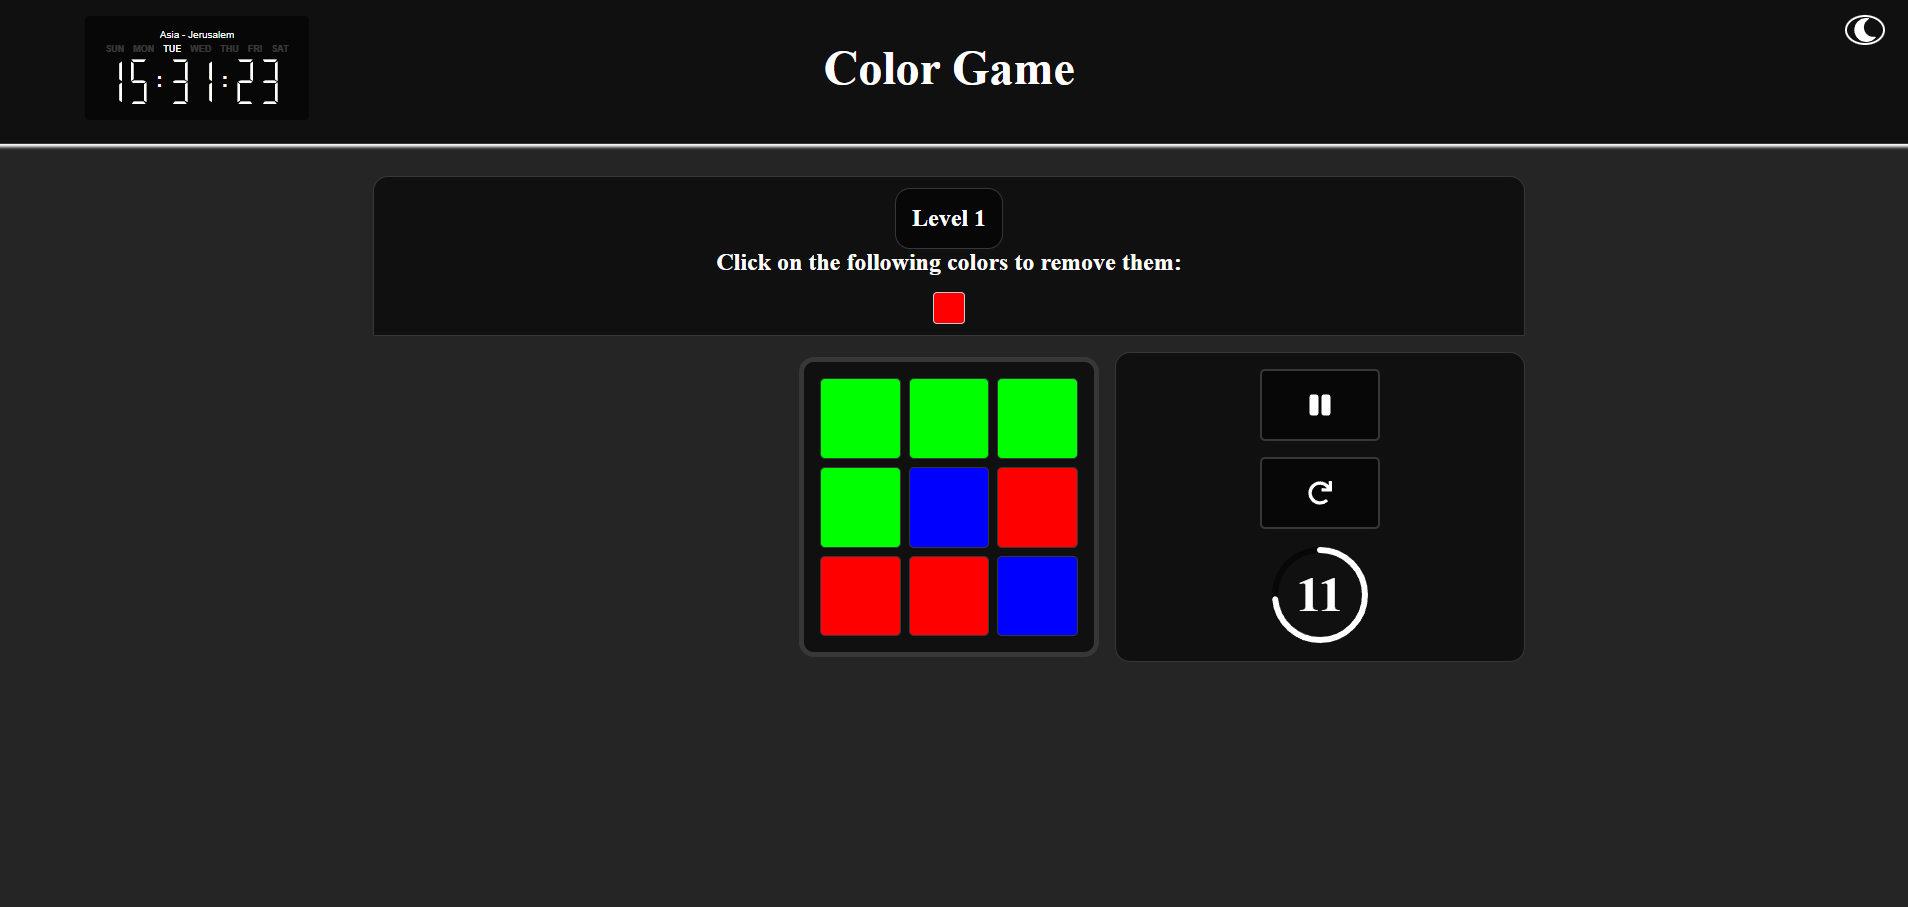 Asia - Jerusalem
SUN MON TUE WED THU FRI SAT
15:31:23
Color Game
Level 1
Click on the following colors to remove them:
11